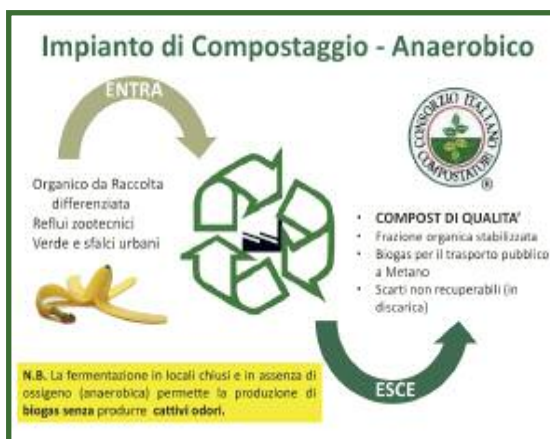 Impianto di Compostaggio - Anaerobico
ENTRA
Organico da Raccolta
differenziata
Reflui zootecnici
Verde e sfalci urbani
CONSORZIO ITALIANO
COMPOSTATORI
®
• COMPOST DI QUALITA'
• Frazione organica stabilizzata
• Biogas per il trasporto pubblico
a Metano
• Scarti non recuperabili (in
discarica)
N.B. La fermentazione in locali chiusi e in assenza di
ossigeno (anaerobica) permette la produzione di
biogas senza produrre cattivi odori.
ESCE